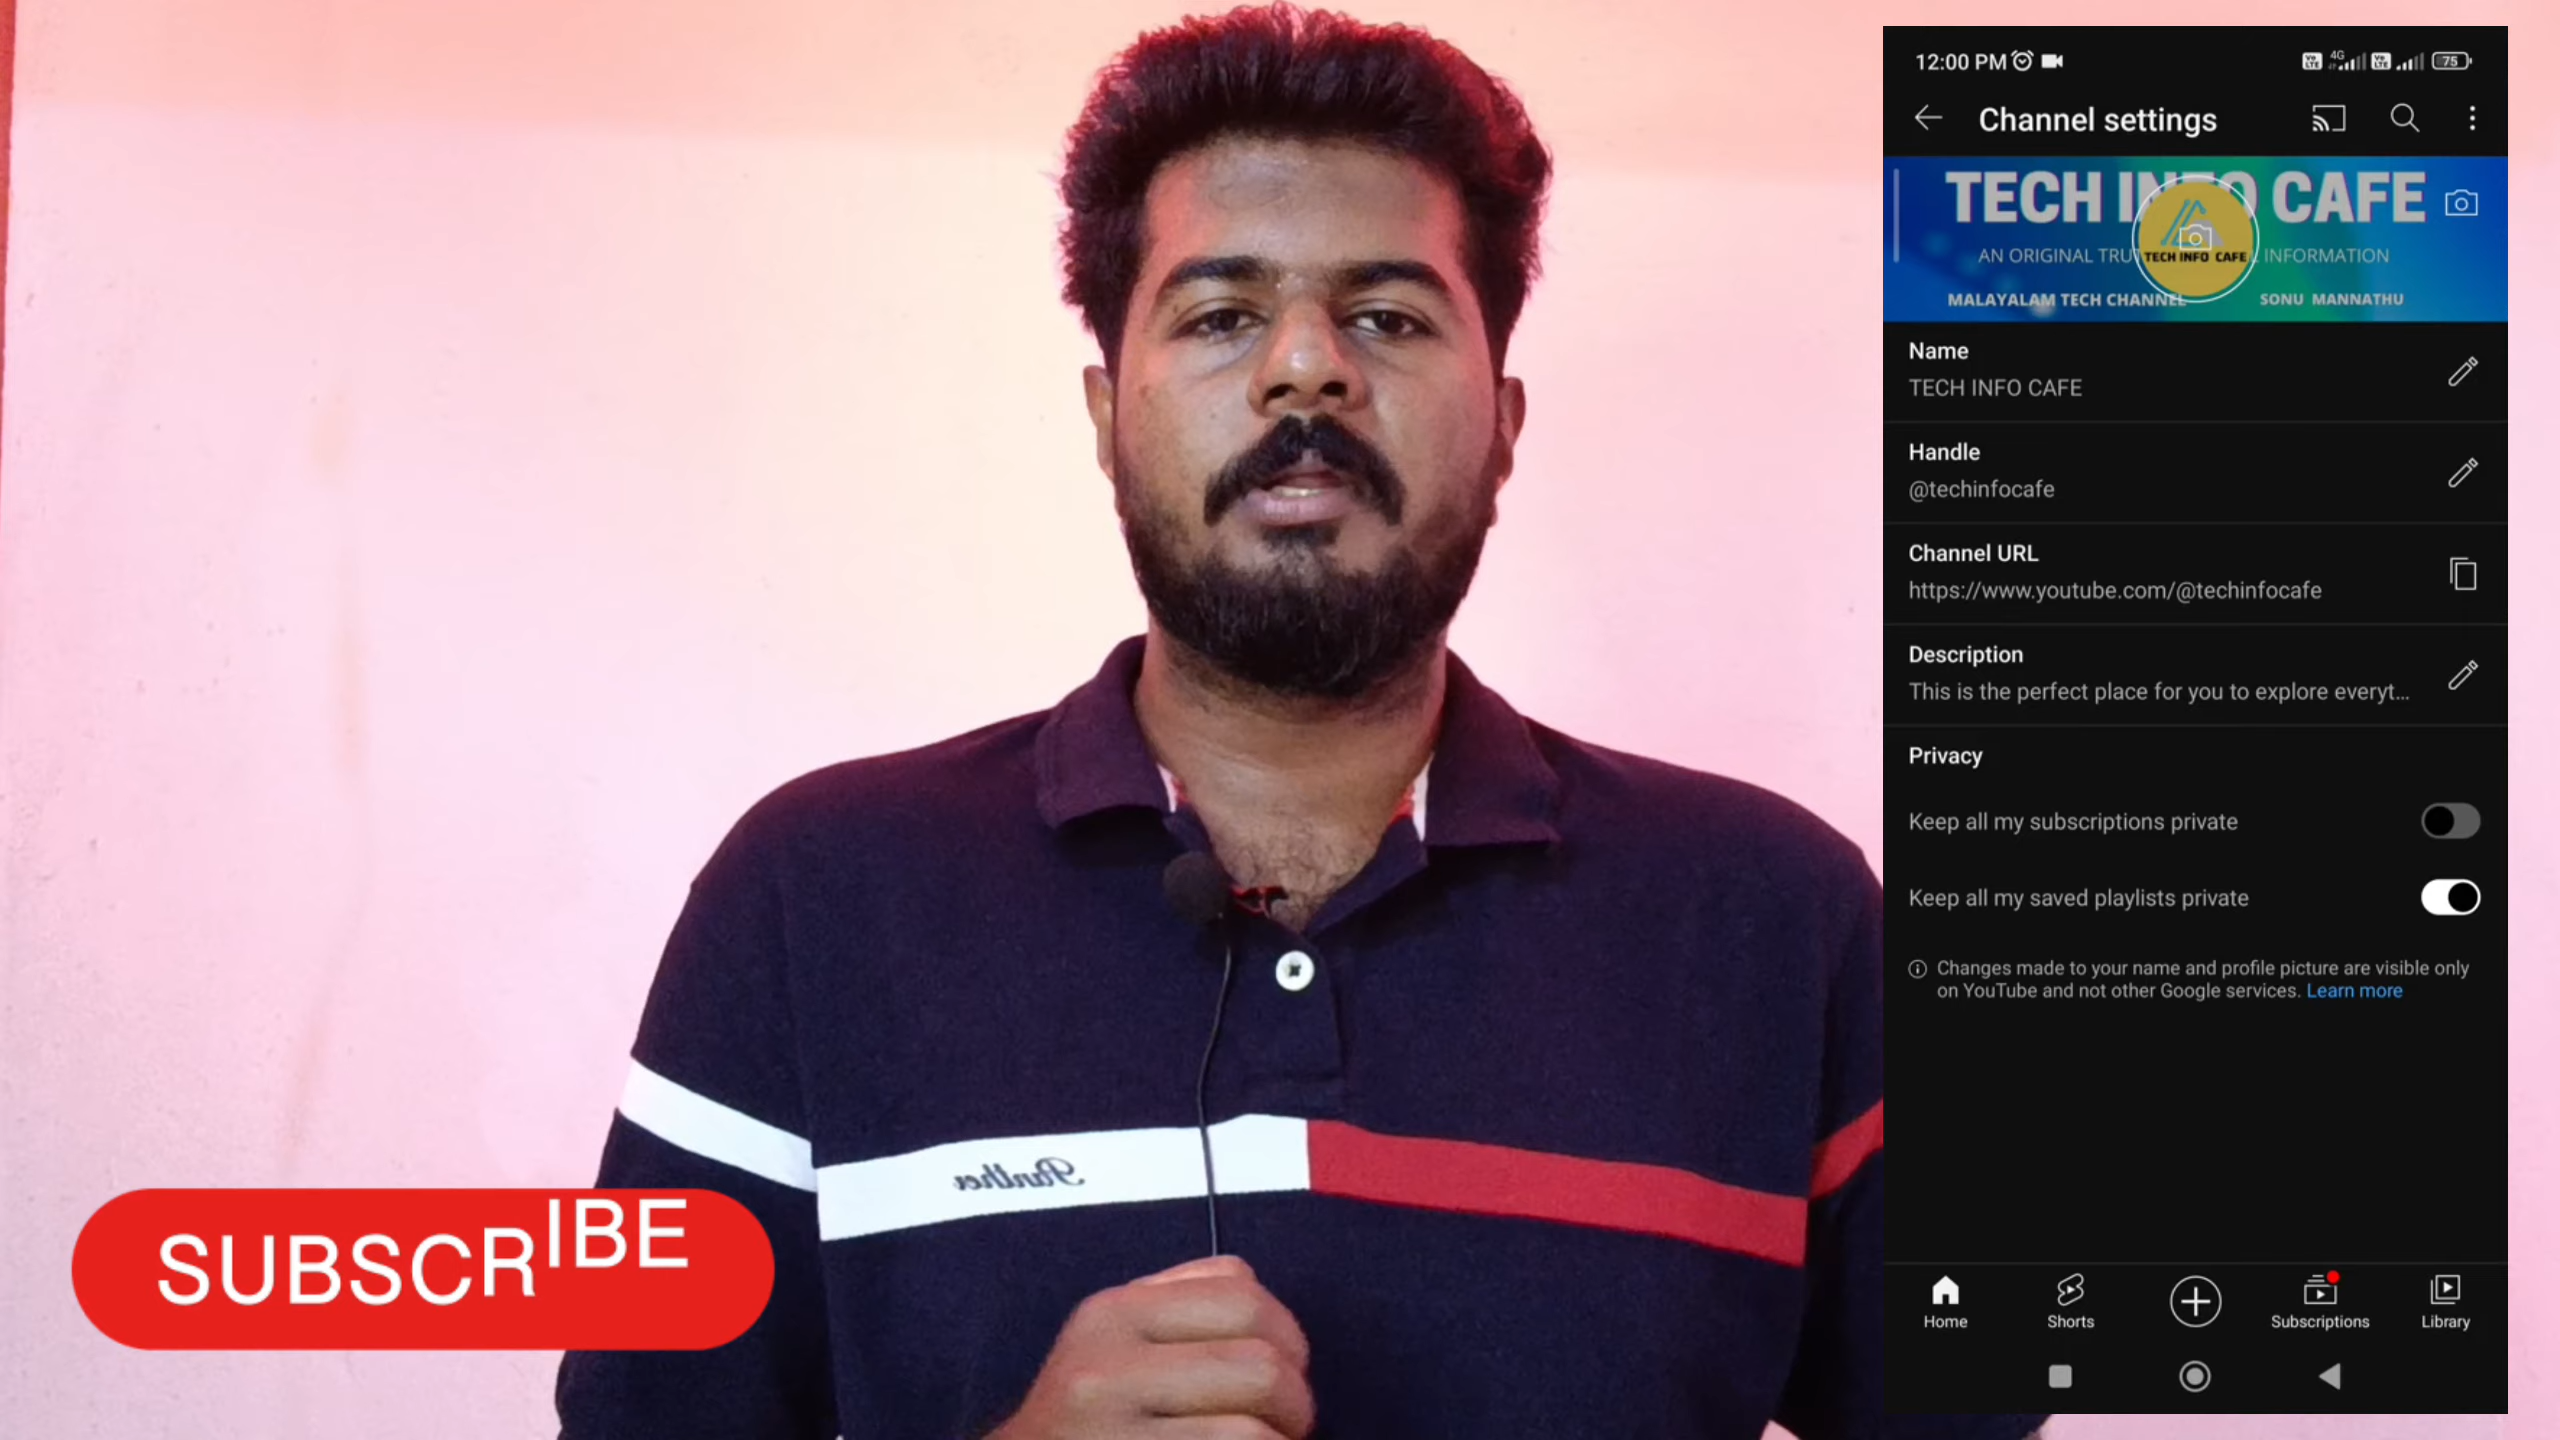 12:00 PM
4G
75
Channel settings
TECH INFO CAFE
AN ORIGINAL TRU INFORMATION
TECH INFO CAFE
MALAYALAM TECH CHANNEL SONU MANNATHU
Name
TECH INFO CAFE
Handle
@techinfocafe
Channel URL
https://www.youtube.com/@techinfocafe
Description
This is the perfect place for you to explore everyt...
Privacy
Keep all my subscriptions private
Keep all my saved playlists private
Changes made to your name and profile picture are visible only
on YouTube and not other Google services. Learn more
Home
Shorts
Subscriptions
Library
Panther
SUBSCRIBE